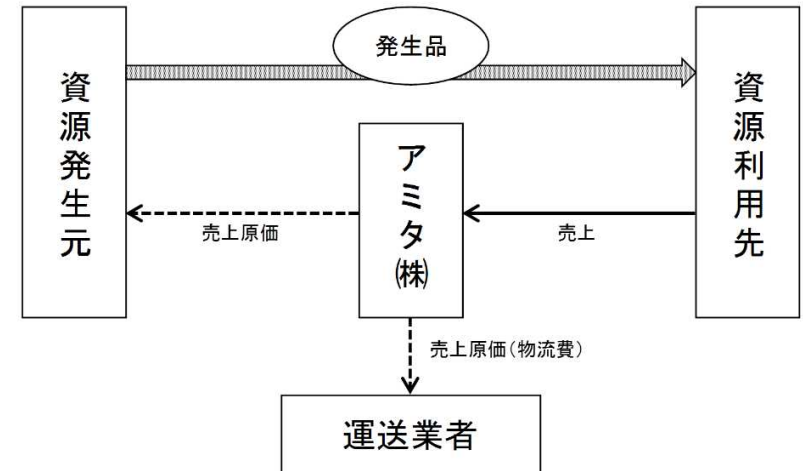 発生品
資源発生元
資源利用先
アミタ㈱
売上原価
売上
売上原価(物流費)
運送業者